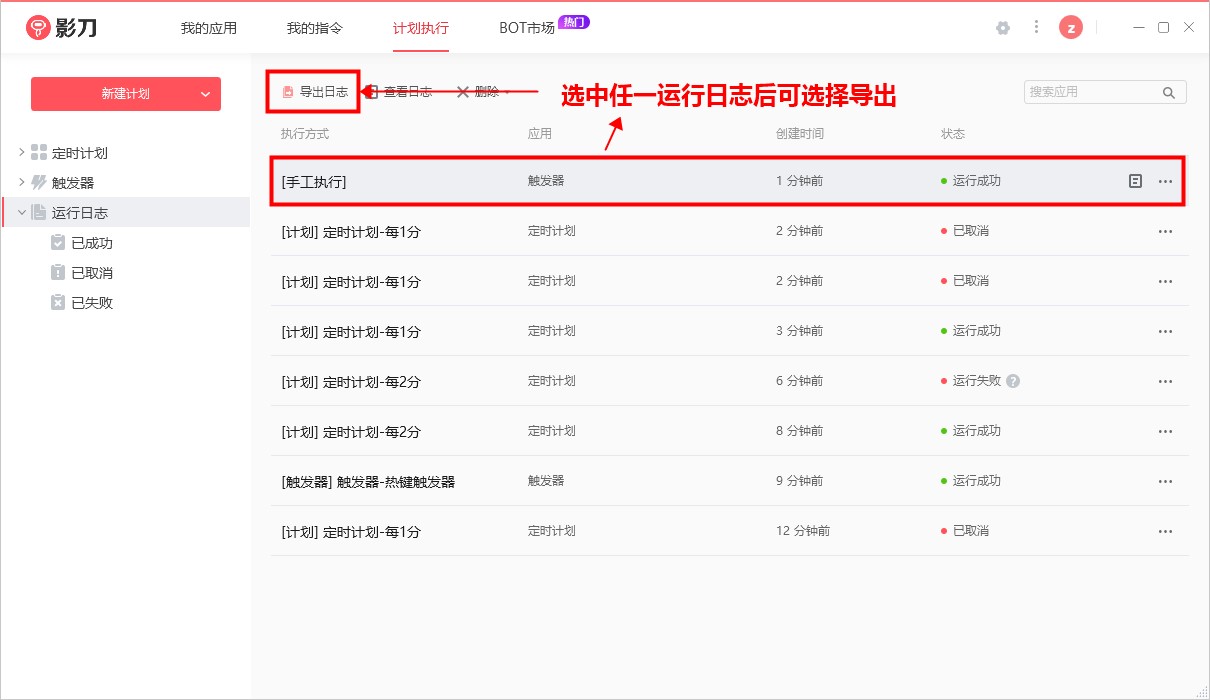 影刀
我的应用 我的指令 计划执行 BOT市场 热门
z
新建计划
导出日志 查看日志 删除
选中任一运行日志后可选择导出
搜索应用
执行方式 应用 创建时间 状态
定时计划
触发器
运行日志
已成功
已取消
已失败
[手工执行] 触发器 1 分钟前 运行成功
[计划] 定时计划-每1分 定时计划 2 分钟前 已取消
[计划] 定时计划-每1分 定时计划 2 分钟前 已取消
[计划] 定时计划-每1分 定时计划 3 分钟前 运行成功
[计划] 定时计划-每2分 定时计划 6 分钟前 运行失败 ?
[计划] 定时计划-每2分 定时计划 8 分钟前 运行成功
[触发器] 触发器-热键触发器 触发器 9 分钟前 运行成功
[计划] 定时计划-每1分 定时计划 12 分钟前 已取消